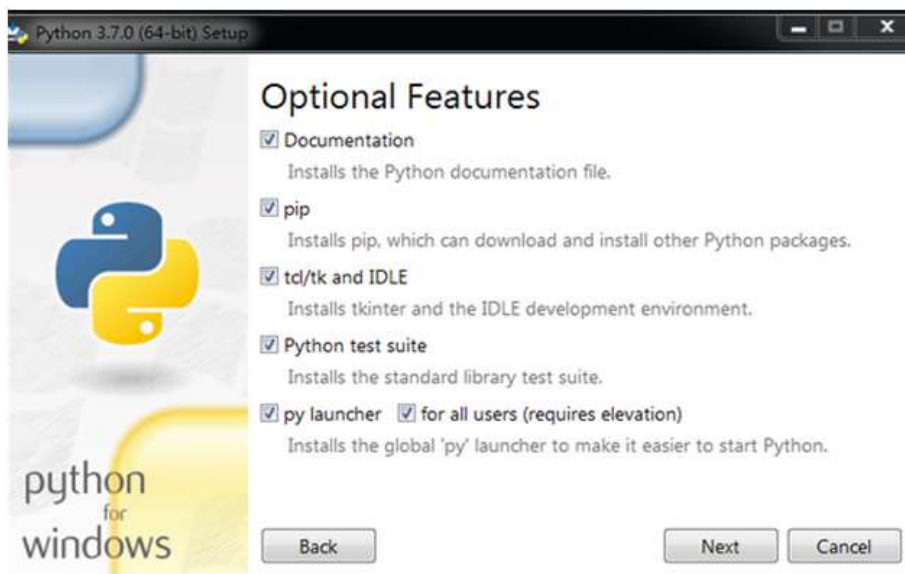 Python 3.7.0 (64-bit) Setup
Optional Features
Documentation
Installs the Python documentation file.
pip
Installs pip, which can download and install other Python packages.
tcl/tk and IDLE
Installs tkinter and the IDLE development environment.
Python test suite
Installs the standard library test suite.
py launcher for all users (requires elevation)
Installs the global 'py' launcher to make it easier to start Python.
python
for
windows
Back Next Cancel